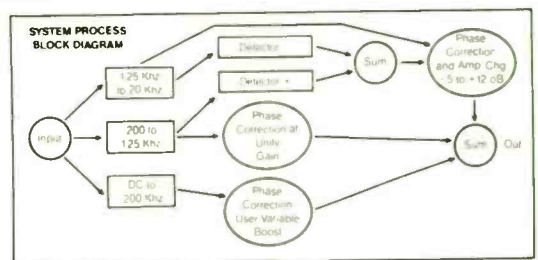 SYSTEM PROCESS
BLOCK DIAGRAM
Input
1.25 Khz
to 20 Khz
200 to
1.25 Khz
DC to
200 Khz
Detector -
Detector +
Sum
Phase
Correction
and Amp Chg
- 5 to +12 dB
Phase
Correction at
Unity
Gain
Phase
Correction
User Variable
Boost
Sum
Out